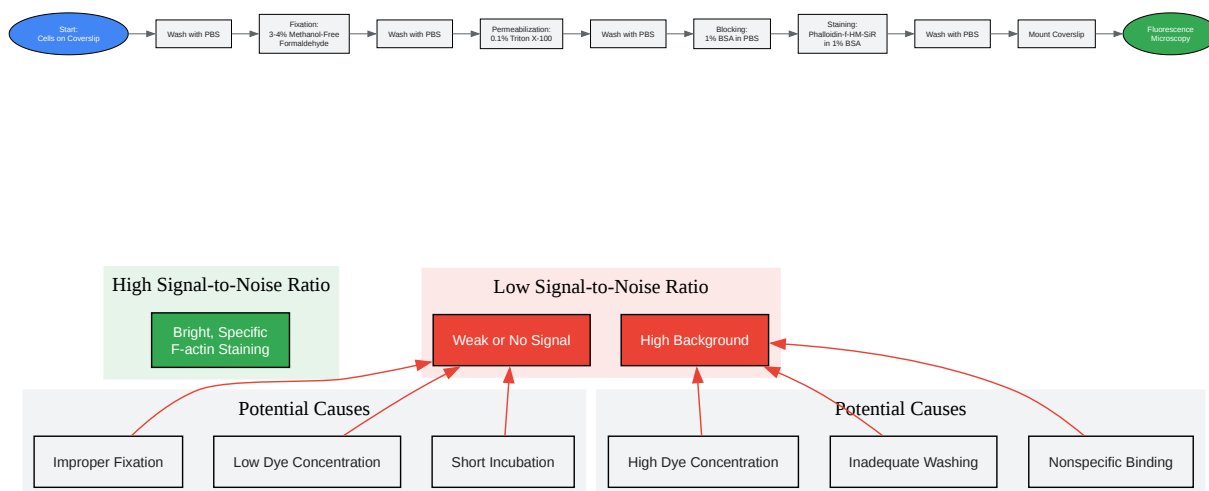 Start:
Cells on Coverslip
Wash with PBS
Fixation:
3-4% Methanol-Free
Formaldehyde
Wash with PBS
Permeabilization:
0.1% Triton X-100
Wash with PBS
Blocking:
1% BSA in PBS
Staining:
Phalloidin-f-HM-SiR
in 1% BSA
Wash with PBS
Mount Coverslip
Fluorescence
Microscopy
High Signal-to-Noise Ratio
Bright, Specific
F-actin Staining
Low Signal-to-Noise Ratio
Weak or No Signal
High Background
Potential Causes
Improper Fixation
Low Dye Concentration
Short Incubation
Potential Causes
High Dye Concentration
Inadequate Washing
Nonspecific Binding